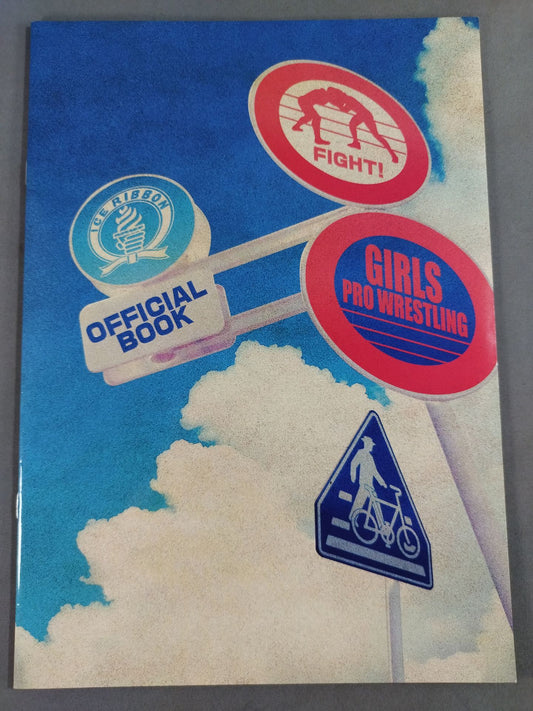 FIGHT!
ICE RIBBON
OFFICIAL
BOOK
GIRLS
PRO WRESTLING